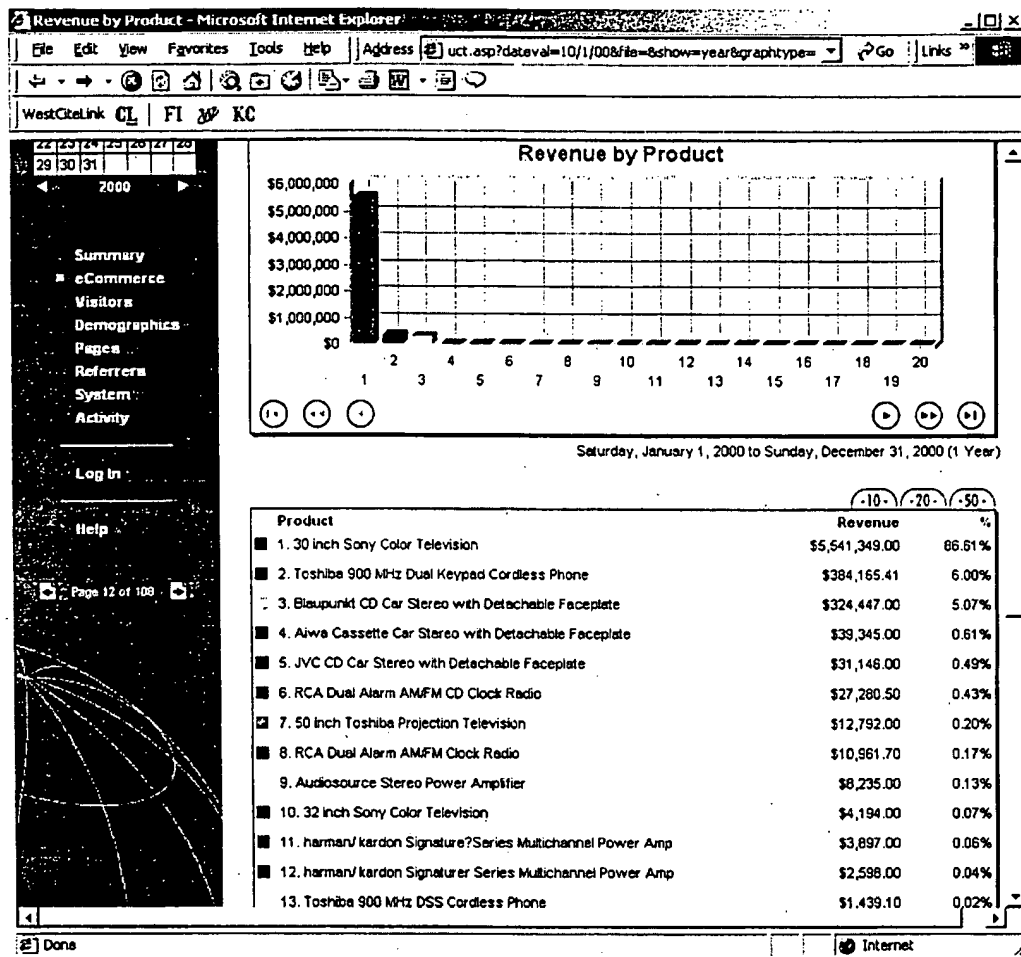 Revenue by Product - Microsoft Internet Explorer
File Edit View Favorites Tools Help Address uct.asp?dateval=10/1/00&fila=&show=year&graphtype= Go Links »
WestCiteLink CL FI KC
22 23 24 25 26 27 28
29 30 31
2000
Summary
eCommerce
Visitors
Demographics
Pages
Referrers
System
Activity
Log In
Help
Page 12 of 108
Revenue by Product
$6,000,000
$5,000,000
$4,000,000
$3,000,000
$2,000,000
$1,000,000
$0
2 4 6 8 10 12 14 16 18 20
1 3 5 7 9 11 13 15 17 19
Saturday, January 1, 2000 to Sunday, December 31, 2000 (1 Year)
-10- -20- -50-
Product Revenue %
1. 30 inch Sony Color Television $5,541,349.00 86.61%
2. Toshiba 900 MHz Dual Keypad Cordless Phone $384,165.41 6.00%
3. Blaupunkt CD Car Stereo with Detachable Faceplate $324,447.00 5.07%
4. Aiwa Cassette Car Stereo with Detachable Faceplate $39,345.00 0.61%
5. JVC CD Car Stereo with Detachable Faceplate $31,146.00 0.49%
6. RCA Dual Alarm AM/FM CD Clock Radio $27,280.50 0.43%
7. 50 inch Toshiba Projection Television $12,792.00 0.20%
8. RCA Dual Alarm AM/FM Clock Radio $10,961.70 0.17%
9. Audiosource Stereo Power Amplifier $8,235.00 0.13%
10. 32 inch Sony Color Television $4,194.00 0.07%
11. harman/ kardon Signature?Series Multichannel Power Amp $3,897.00 0.06%
12. harman/ kardon Signaturer Series Multichannel Power Amp $2,598.00 0.04%
13. Toshiba 900 MHz DSS Cordless Phone $1,439.10 0.02%
Done Internet